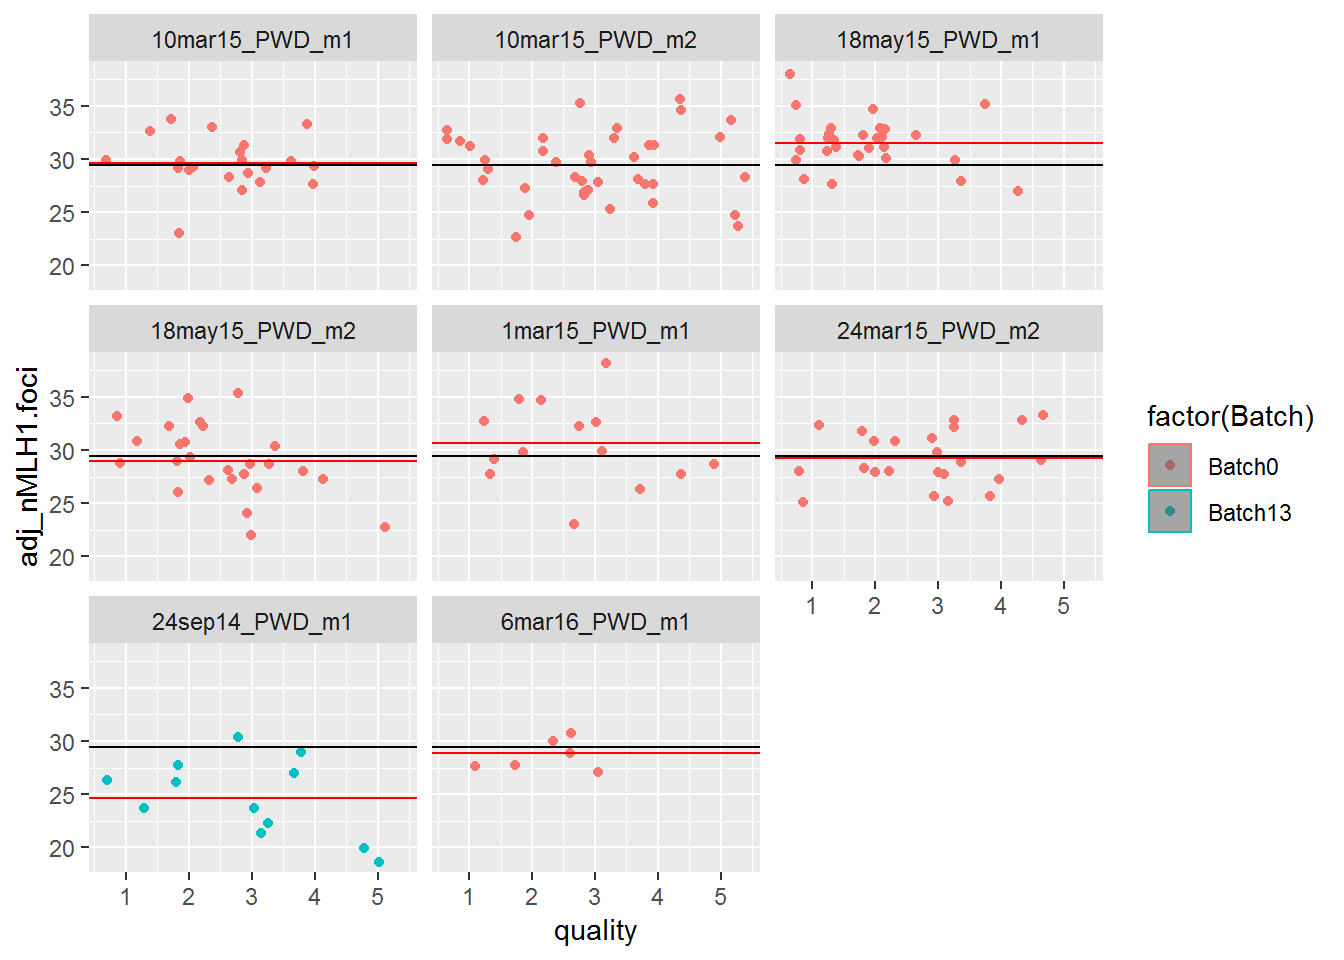 10mar15_PWD_m1 10mar15_PWD_m2 18may15_PWD_m1
35
30
25
20
18may15_PWD_m2 1mar15_PWD_m1 24mar15_PWD_m2
35
30
25
20
1 2 3 4 5
24sep14_PWD_m1 6mar16_PWD_m1
35
30
25
20
1 2 3 4 5 1 2 3 4 5
quality
adj_nMLH1.foci
factor(Batch)
Batch0
Batch13